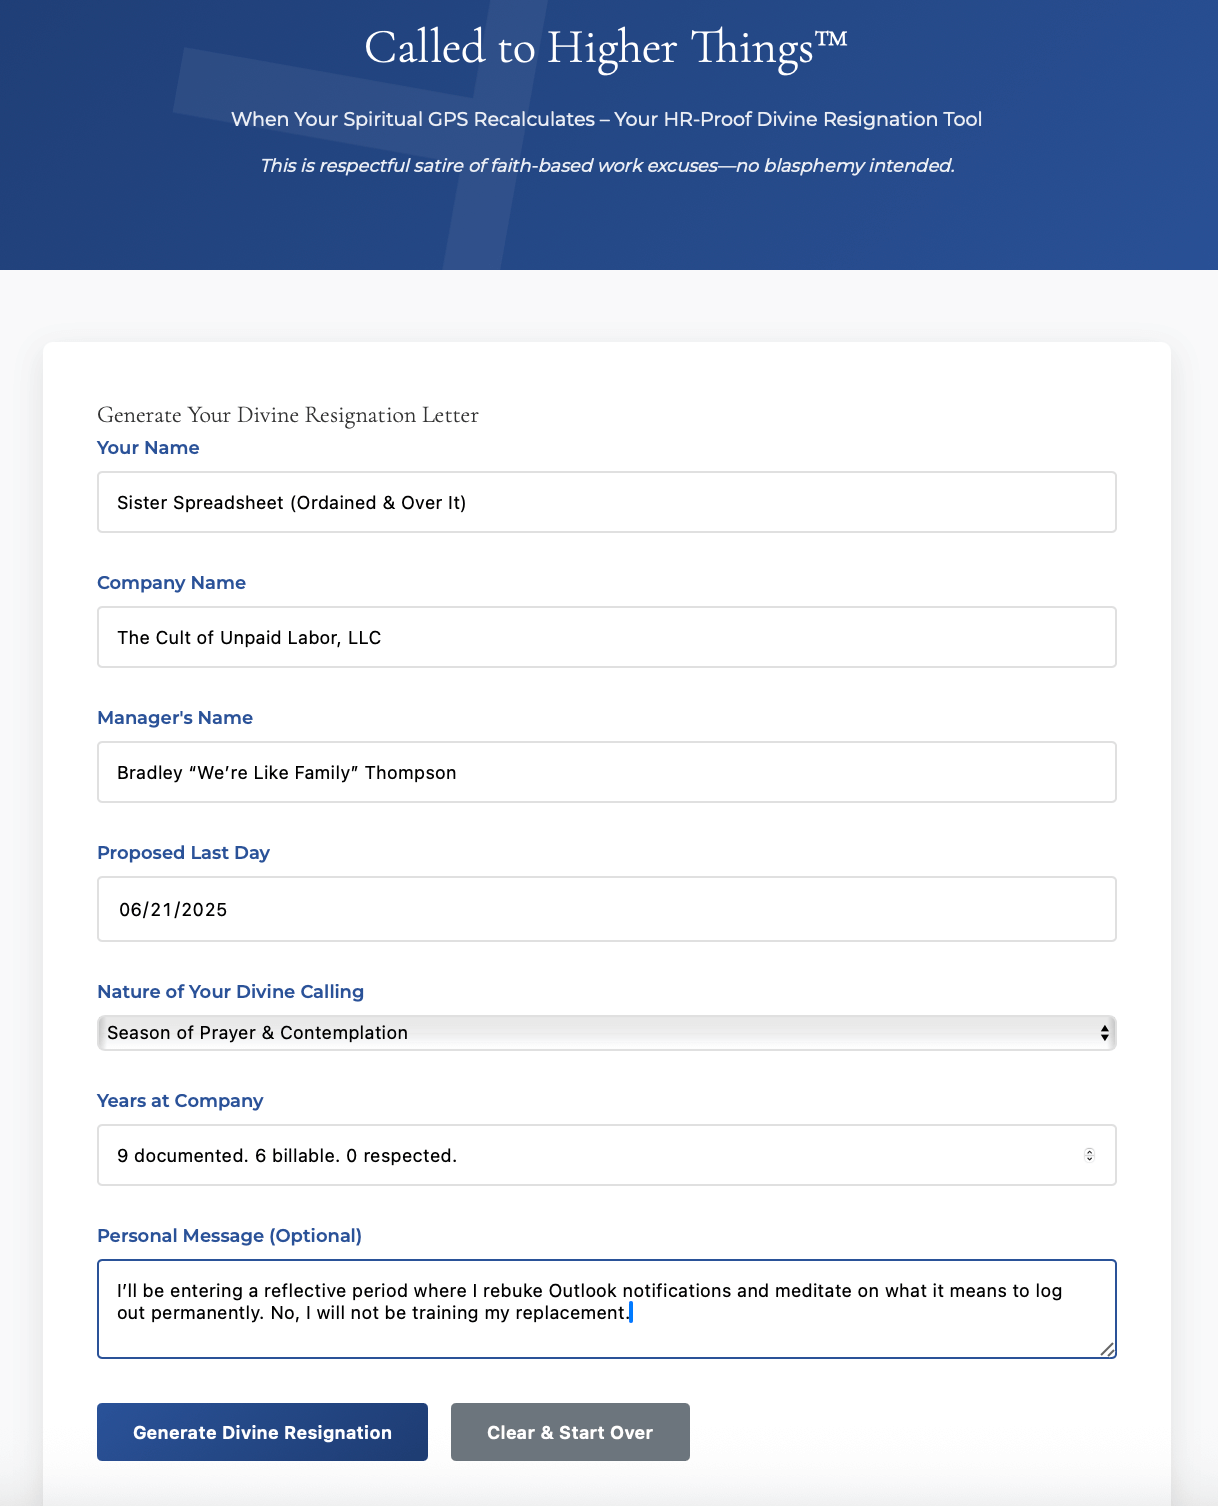 Called to Higher Things™
When Your Spiritual GPS Recalculates – Your HR-Proof Divine Resignation Tool
This is respectful satire of faith-based work excuses—no blasphemy intended.
Generate Your Divine Resignation Letter
Your Name
Sister Spreadsheet (Ordained & Over It)
Company Name
The Cult of Unpaid Labor, LLC
Manager's Name
Bradley “We’re Like Family” Thompson
Proposed Last Day
06/21/2025
Nature of Your Divine Calling
Season of Prayer & Contemplation
Years at Company
9 documented. 6 billable. 0 respected.
Personal Message (Optional)
I’ll be entering a reflective period where I rebuke Outlook notifications and meditate on what it means to log
out permanently. No, I will not be training my replacement.
Generate Divine Resignation
Clear & Start Over